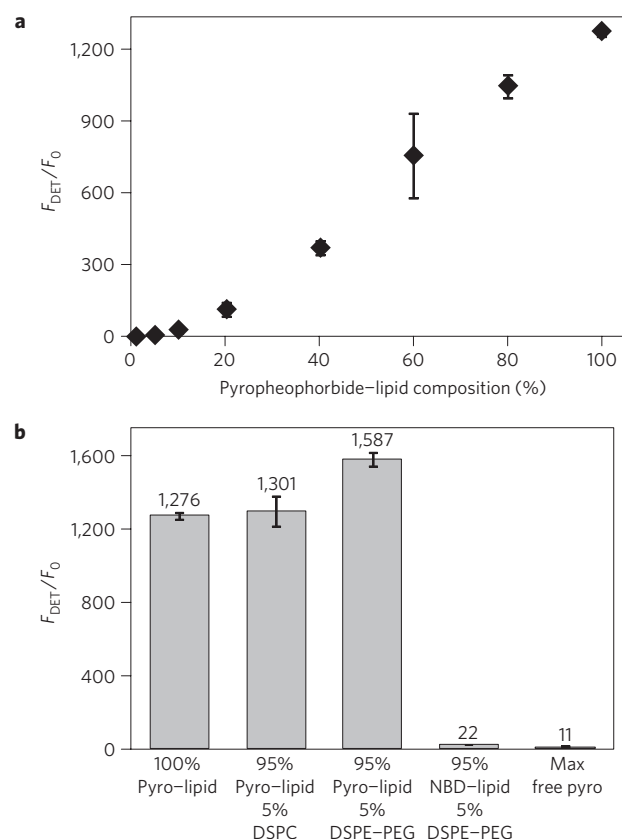 a
1,200
900
600
300
0
F_DET/F_0
0 20 40 60 80 100
Pyropheophorbide–lipid composition (%)
b
1,600
1,200
800
400
0
F_DET/F_0
1,276
1,301
1,587
22
11
100%
Pyro–lipid
95%
Pyro–lipid
5%
DSPC
95%
Pyro–lipid
5%
DSPE–PEG
95%
NBD–lipid
5%
DSPE–PEG
Max
free pyro